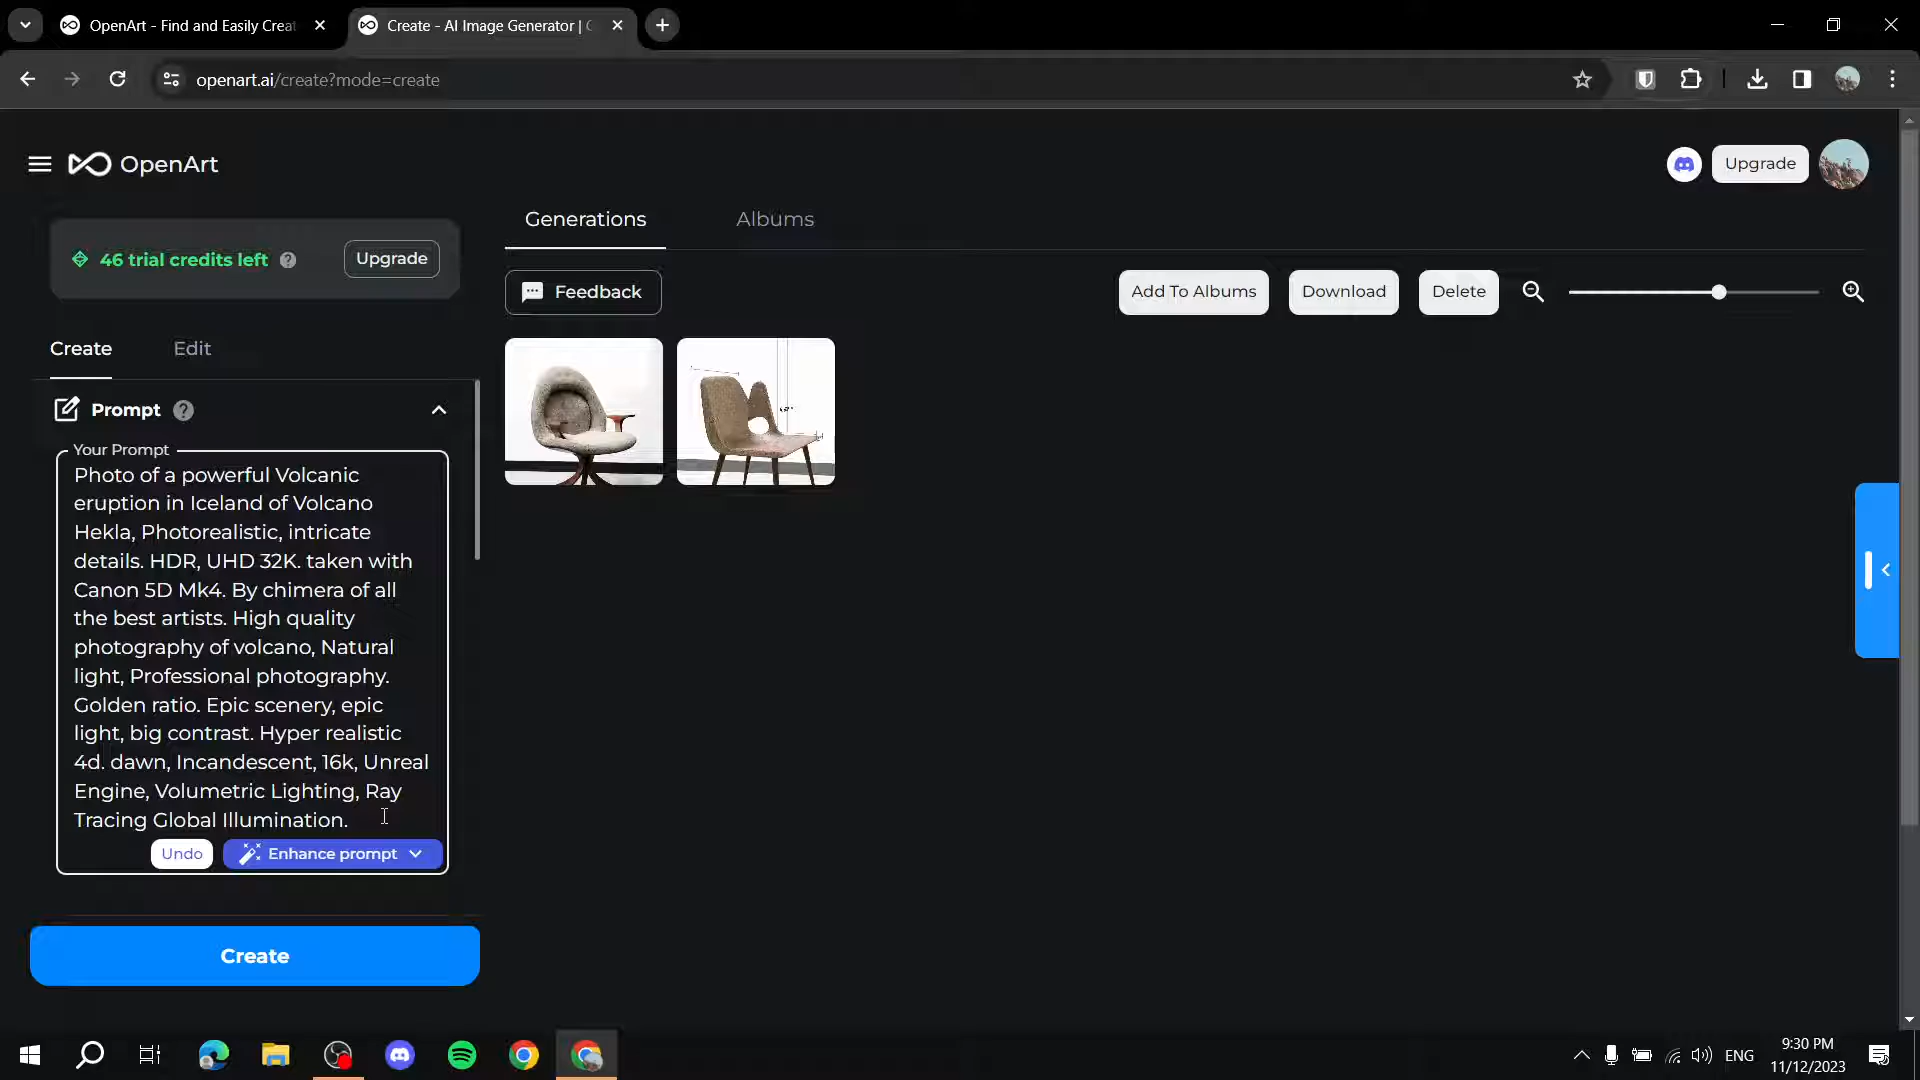 OpenArt - Find and Easily Creat
Create - AI Image Generator |
openart.ai/create?mode=create
OpenArt
Upgrade
46 trial credits left
Upgrade
Generations
Albums
Feedback
Add To Albums
Download
Delete
Create
Edit
Prompt
Your Prompt
Photo of a powerful Volcanic
eruption in Iceland of Volcano
Hekla, Photorealistic, intricate
details. HDR, UHD 32K. taken with
Canon 5D Mk4. By chimera of all
the best artists. High quality
photography of volcano, Natural
light, Professional photography.
Golden ratio. Epic scenery, epic
light, big contrast. Hyper realistic
4d. dawn, Incandescent, 16k, Unreal
Engine, Volumetric Lighting, Ray
Tracing Global Illumination.
Undo
Enhance prompt
Create
ENG
9:30 PM
11/12/2023